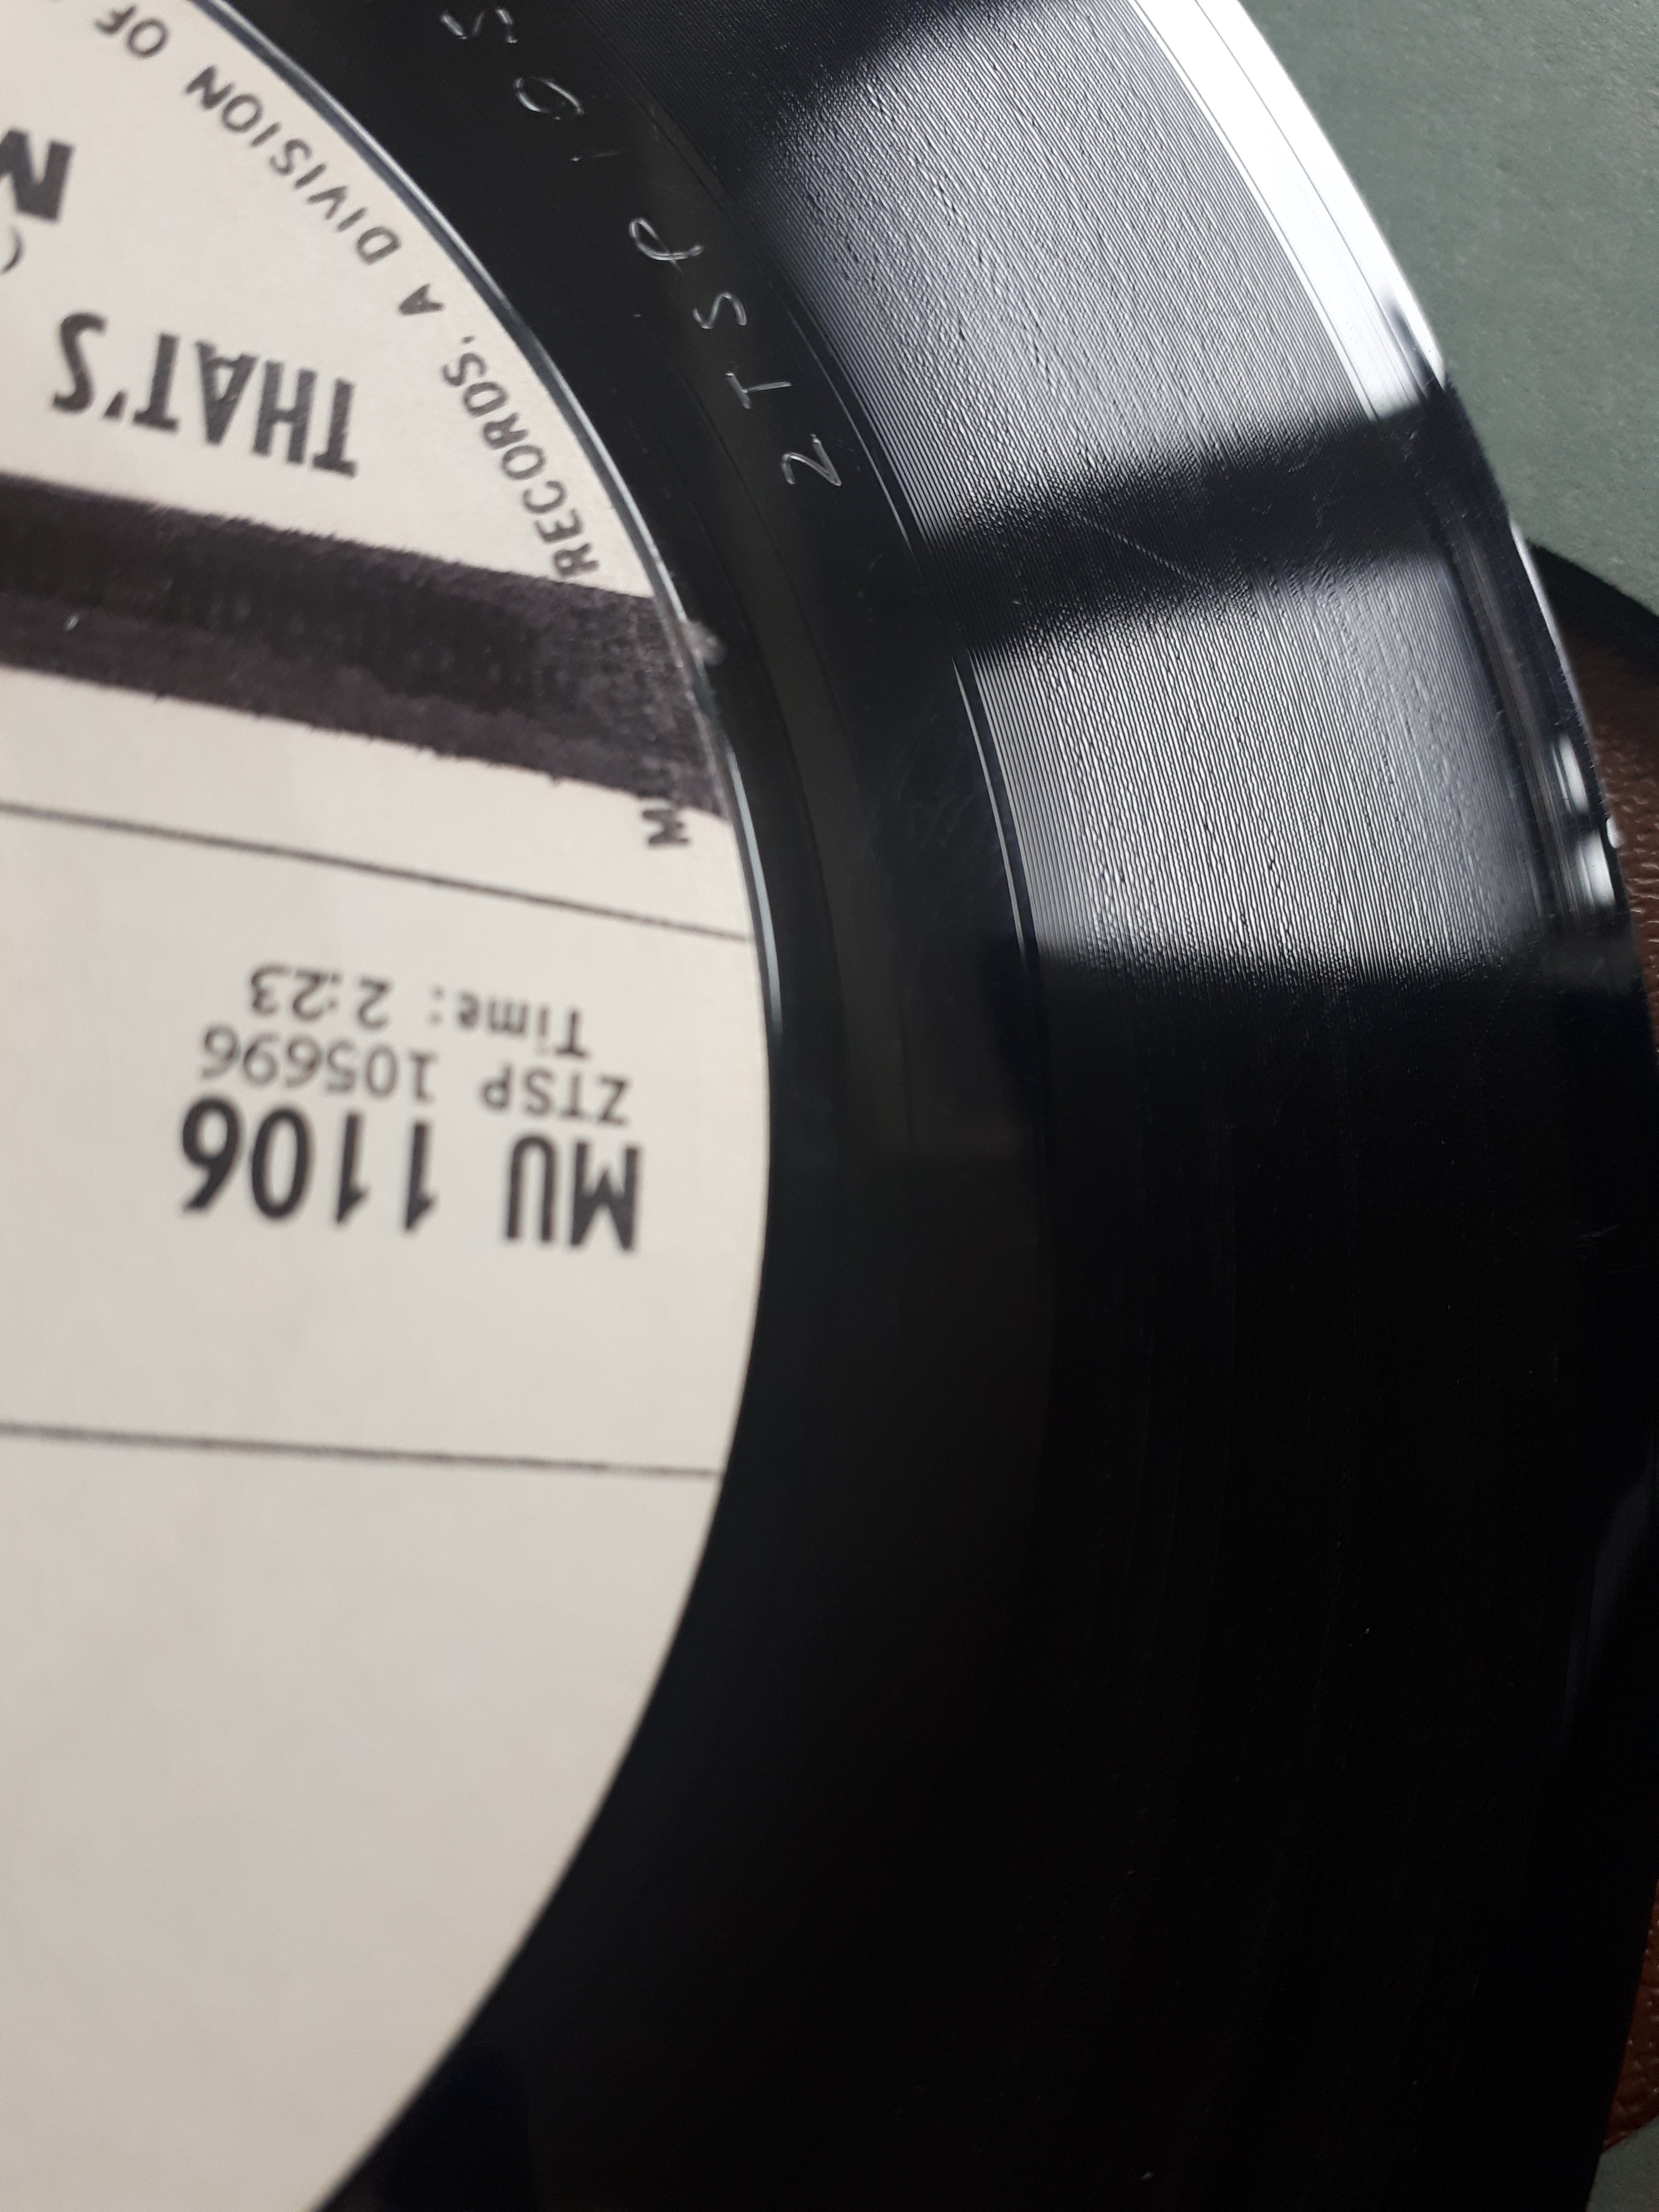 MU 1106
ZTSP 105696
Time: 2:23
THAT'S
RECORDS, A DIVISION OF
ZTSP 105